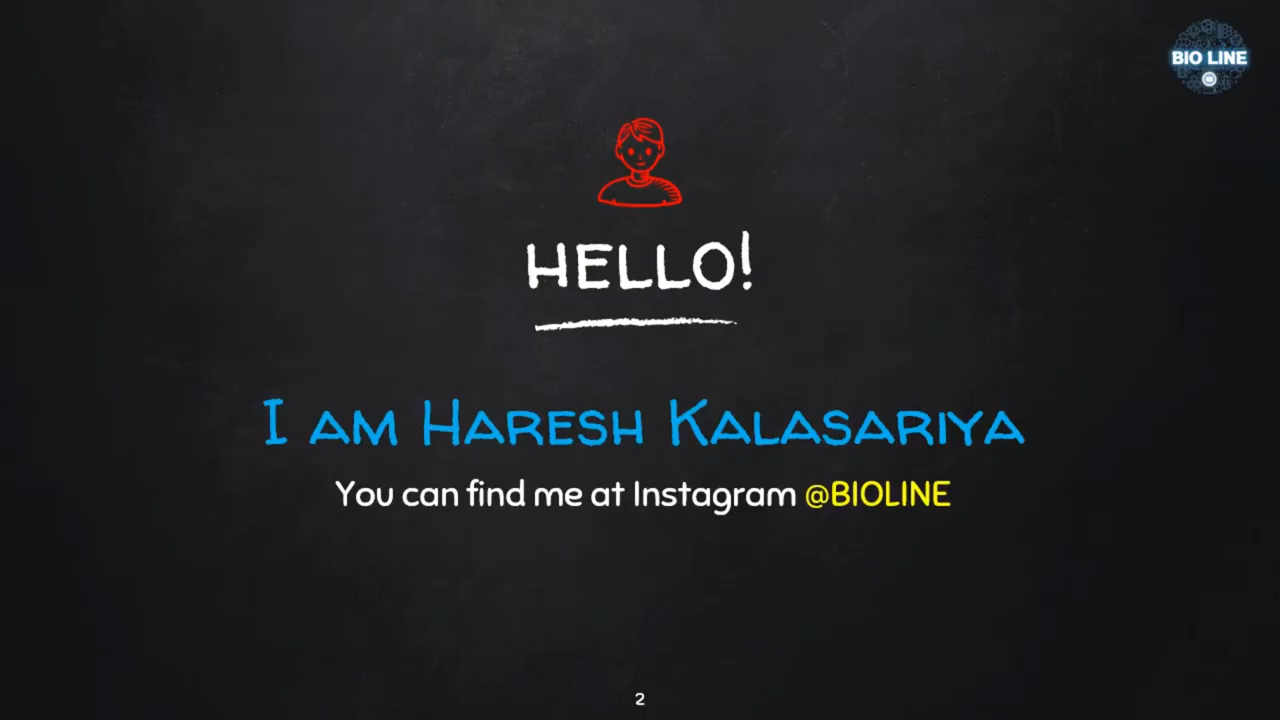 BIO LINE
HELLO!
I am Haresh Kalasariya
You can find me at Instagram @BIOLINE
2